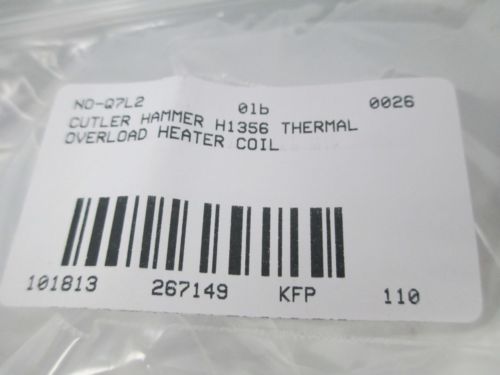 NO-Q7L2 01b 0026
CUTLER HAMMER H1356 THERMAL
OVERLOAD HEATER COIL
101813 267149 KFP 110